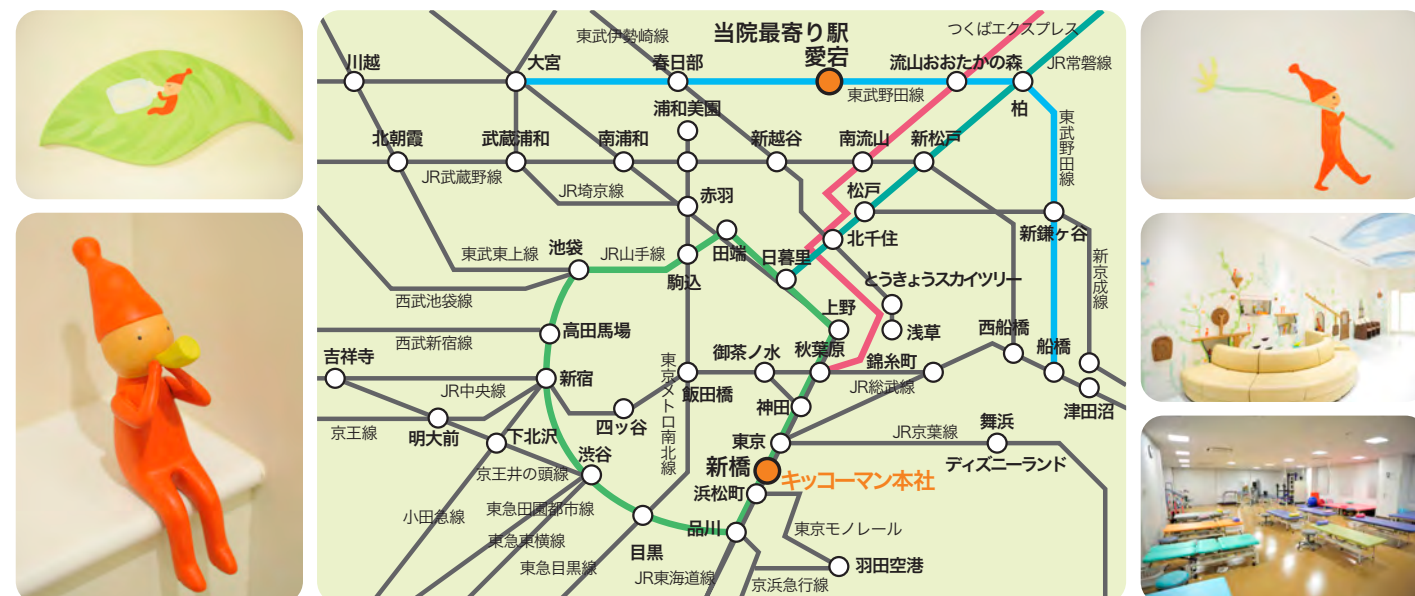 東武伊勢崎線
当院最寄り駅
愛宕
つくばエクスプレス
川越
大宮
春日部
流山おおたかの森
JR常磐線
東武野田線
柏
浦和美園
東武野田線
北朝霞
武蔵浦和
南浦和
新越谷
南流山
新松戸
JR武蔵野線
JR埼京線
赤羽
松戸
新鎌ヶ谷
北千住
東武東上線
池袋
JR山手線
田端
日暮里
駒込
とうきょうスカイツリー
新京成線
西武池袋線
上野
浅草
西船橋
船橋
高田馬場
西武新宿線
吉祥寺
御茶ノ水
秋葉原
錦糸町
東京メトロ南北線
JR中央線
新宿
飯田橋
JR総武線
津田沼
神田
四ッ谷
京王線
明大前
下北沢
東京
JR京葉線
舞浜
ディズニーランド
渋谷
新橋
キッコーマン本社
京王井の頭線
浜松町
小田急線
東急田園都市線
品川
東京モノレール
東急東横線
目黒
東急目黒線
JR東海道線
羽田空港
京浜急行線